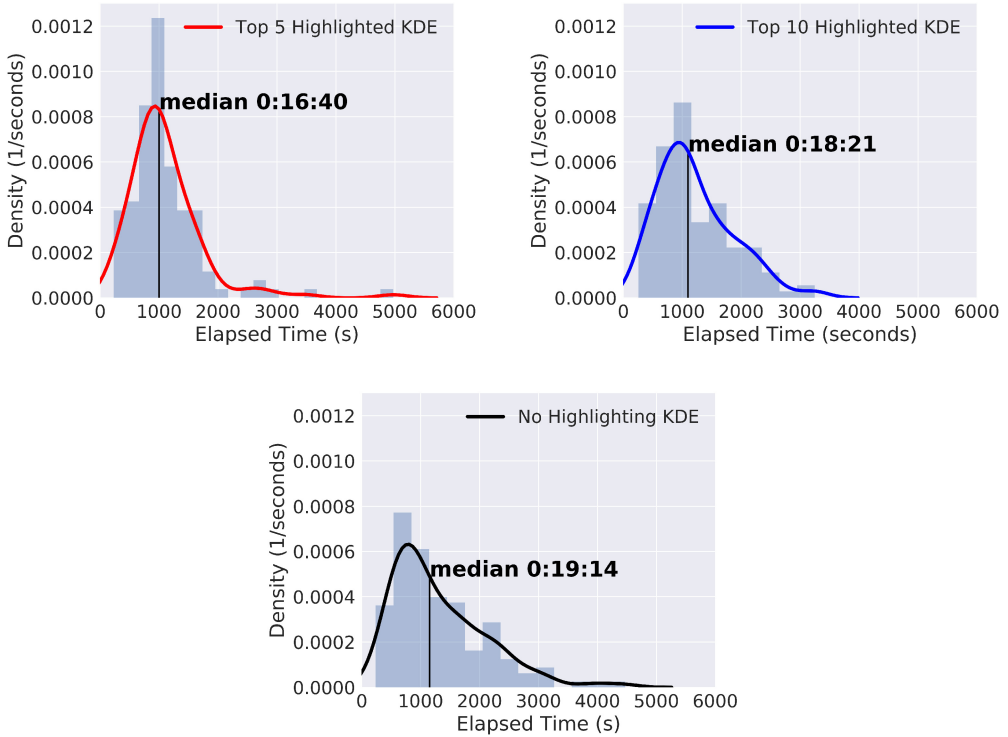 Top 5 Highlighted KDE
median 0:16:40
Density (1/seconds)
0.0012
0.0010
0.0008
0.0006
0.0004
0.0002
0.0000
0 1000 2000 3000 4000 5000 6000
Elapsed Time (s)
Top 10 Highlighted KDE
median 0:18:21
Density (1/seconds)
0.0012
0.0010
0.0008
0.0006
0.0004
0.0002
0.0000
0 1000 2000 3000 4000 5000 6000
Elapsed Time (seconds)
No Highlighting KDE
median 0:19:14
Density (1/seconds)
0.0012
0.0010
0.0008
0.0006
0.0004
0.0002
0.0000
0 1000 2000 3000 4000 5000 6000
Elapsed Time (s)